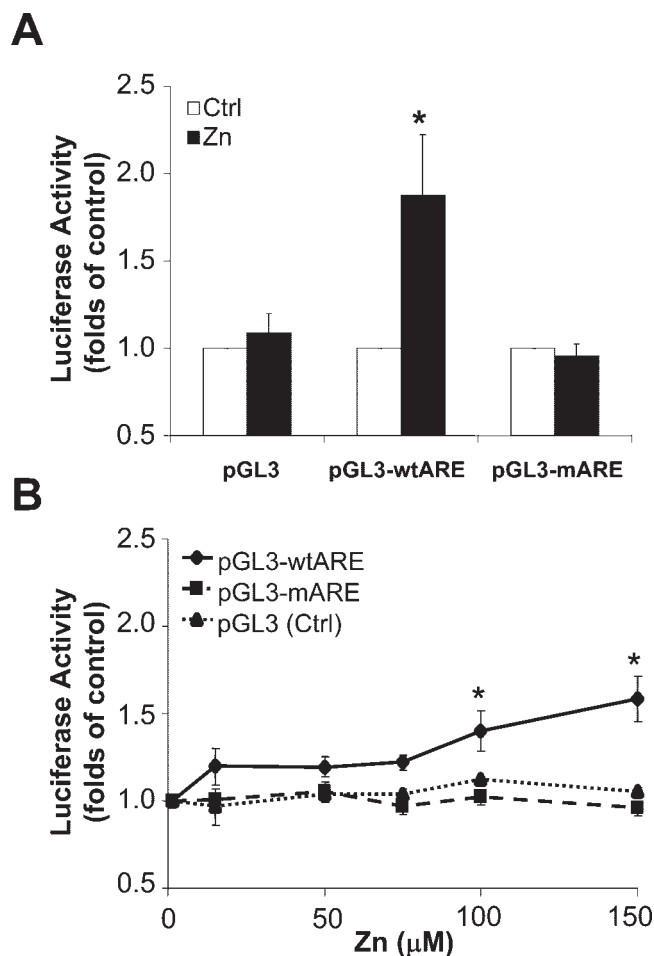 A
Luciferase Activity
(folds of control)
2.5
2.0
1.5
1.0
0.5
Ctrl
Zn
*
pGL3
pGL3-wtARE
pGL3-mARE
B
Luciferase Activity
(folds of control)
2.5
2.0
1.5
1.0
0.5
pGL3-wtARE
pGL3-mARE
pGL3 (Ctrl)
*
*
0
50
100
150
Zn (μM)